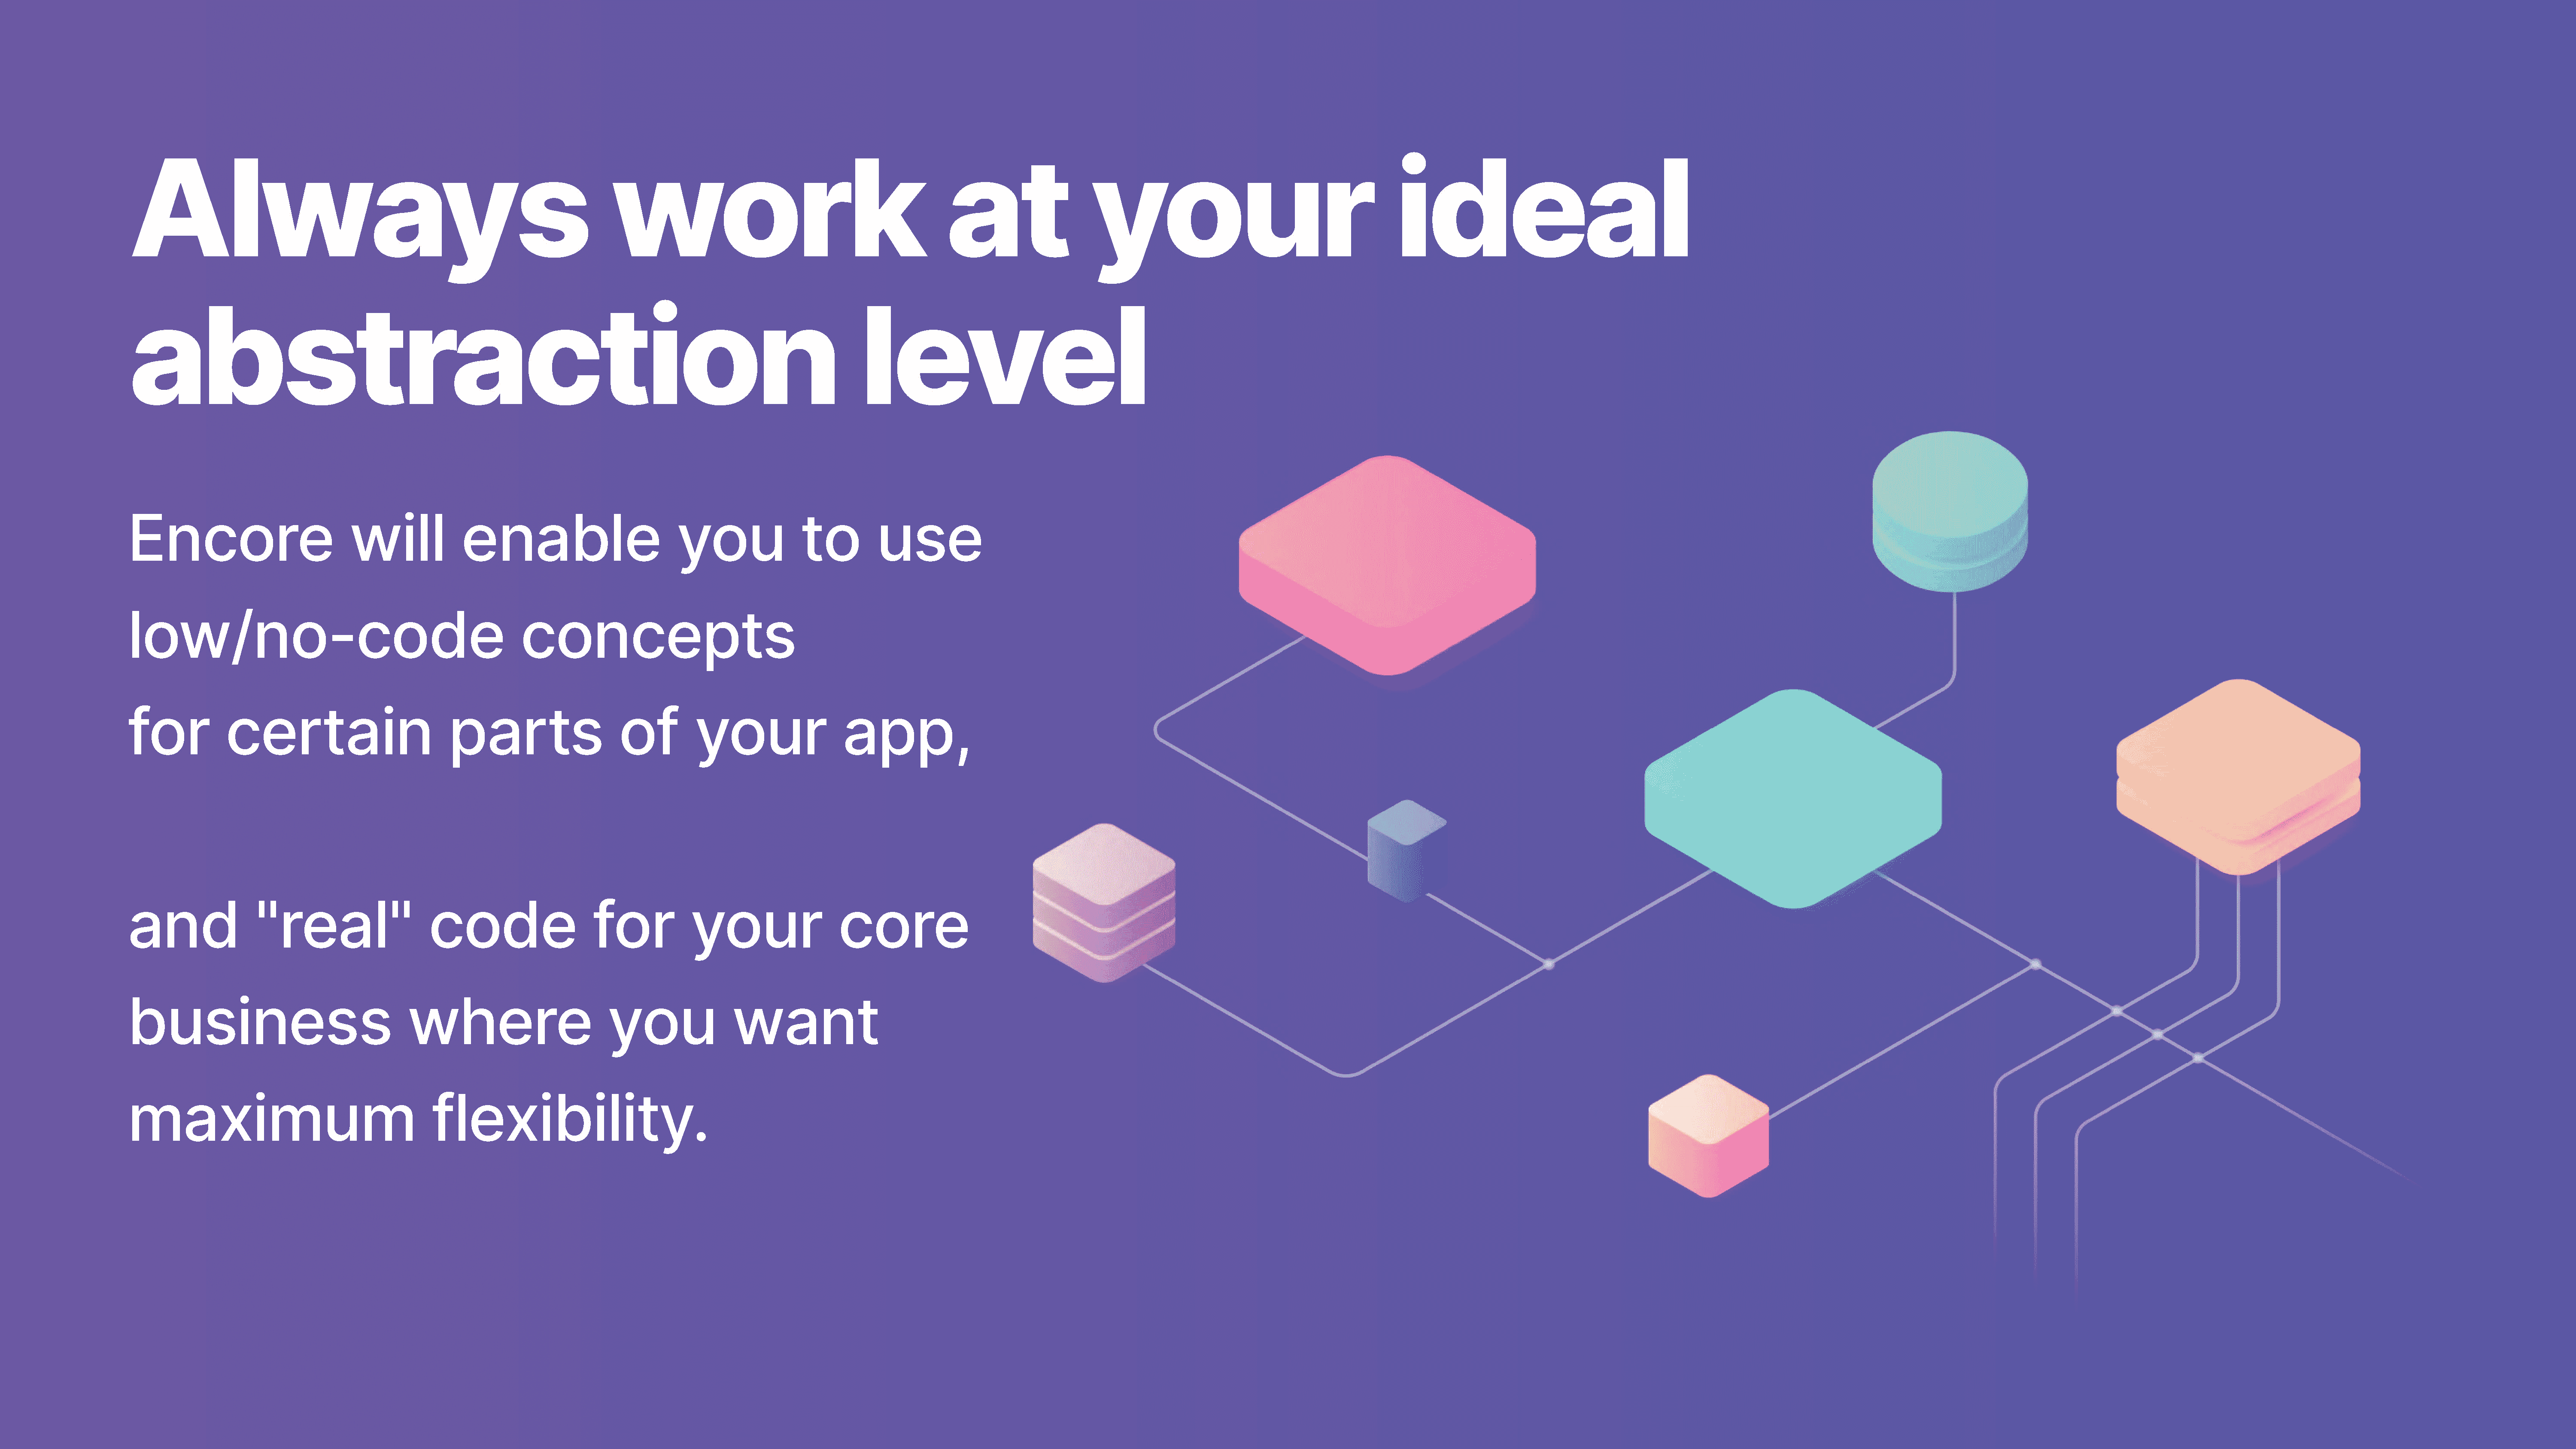 Always work at your ideal
abstraction level
Encore will enable you to use
low/no-code concepts
for certain parts of your app,
and "real" code for your core
business where you want
maximum flexibility.